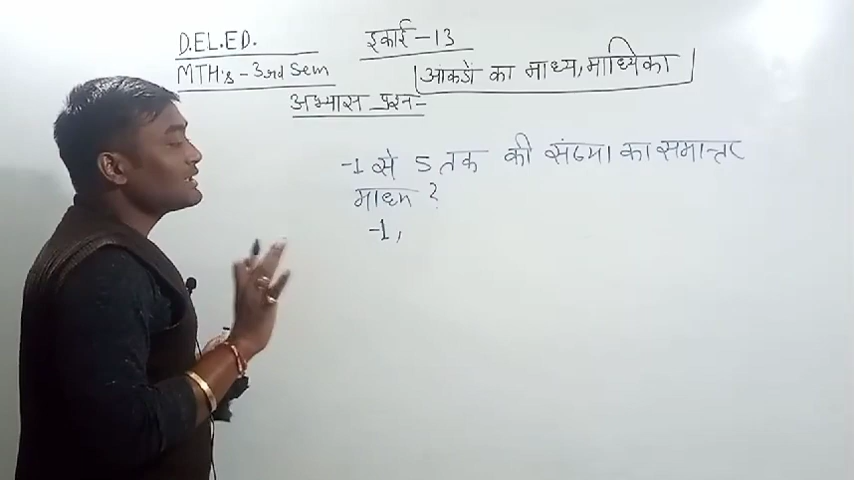 D.EL.ED. इकाई-13
MTH's - 3rd Sem आंकडों का माध्य, माध्यिका
अभ्यास प्रश्न-
-1 से 5 तक की संख्या का समान्तर
माध्य ?
-1,